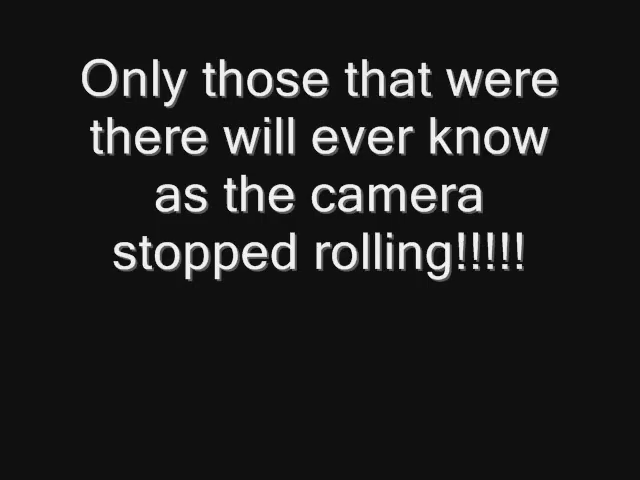 Only those that were
there will ever know
as the camera
stopped rolling!!!!!